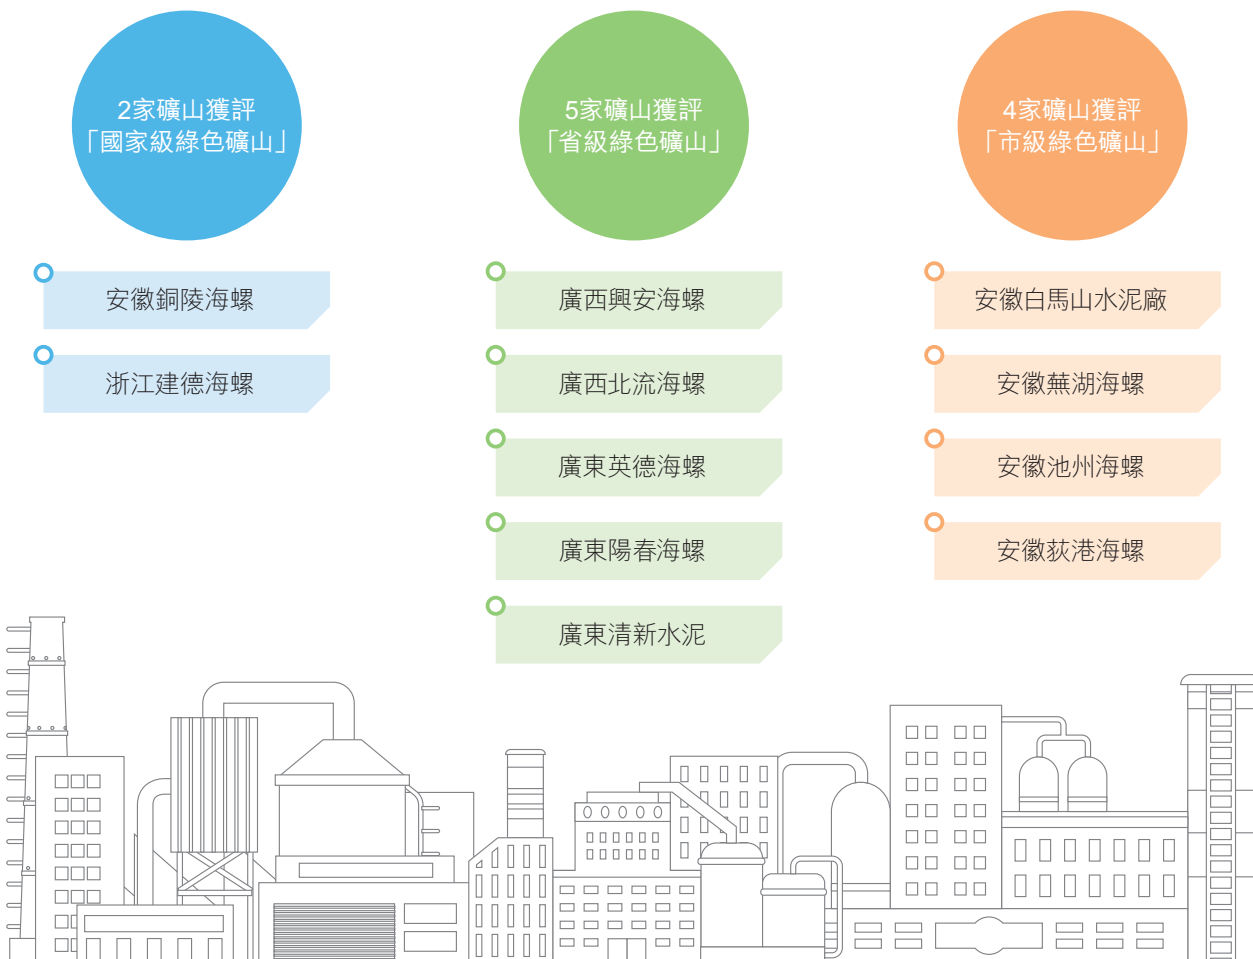 2家礦山獲評
「國家級綠色礦山」
安徽銅陵海螺
浙江建德海螺
5家礦山獲評
「省級綠色礦山」
廣西興安海螺
廣西北流海螺
廣東英德海螺
廣東陽春海螺
廣東清新水泥
4家礦山獲評
「市級綠色礦山」
安徽白馬山水泥廠
安徽蕪湖海螺
安徽池州海螺
安徽荻港海螺